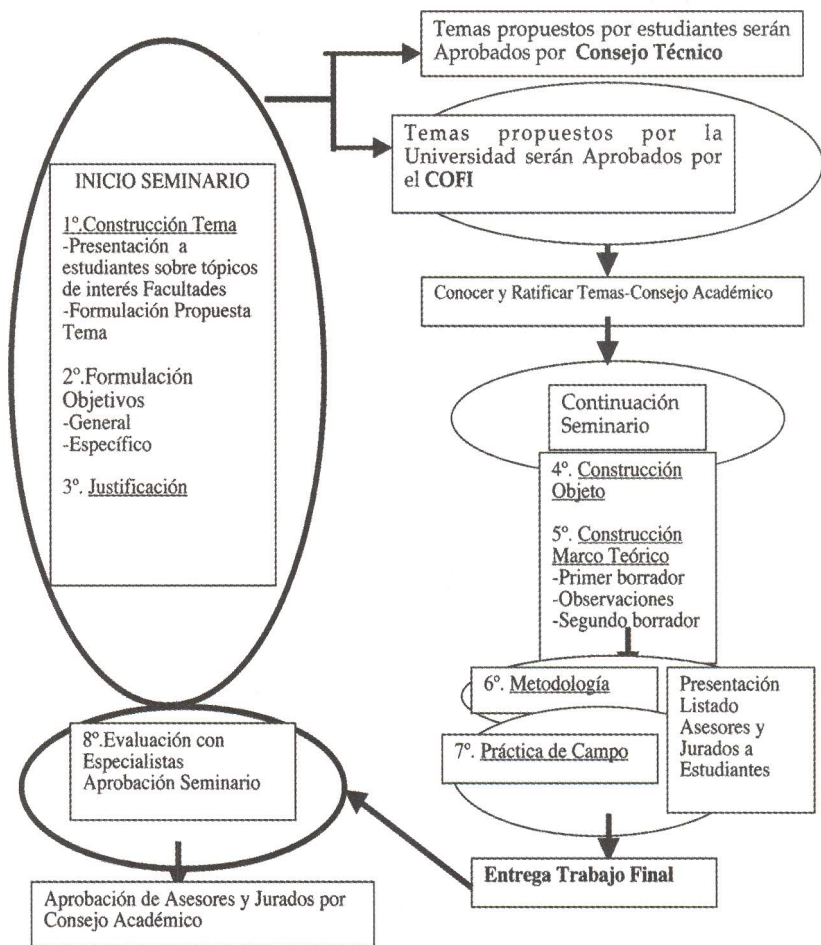 Temas propuestos por estudiantes serán
Aprobados por Consejo Técnico
Temas propuestos por la
Universidad serán Aprobados por
el COFI
INICIO SEMINARIO
1º.Construcción Tema
-Presentación a
estudiantes sobre tópicos
de interés Facultades
-Formulación Propuesta
Tema
2º.Formulación
Objetivos
-General
-Específico
3º. Justificación
Conocer y Ratificar Temas-Consejo Académico
Continuación
Seminario
4º. Construcción
Objeto
5º. Construcción
Marco Teórico
-Primer borrador
-Observaciones
-Segundo borrador
6º. Metodología
7º. Práctica de Campo
Presentación
Listado
Asesores y
Jurados a
Estudiantes
Entrega Trabajo Final
8º.Evaluación con
Especialistas
Aprobación Seminario
Aprobación de Asesores y Jurados por
Consejo Académico